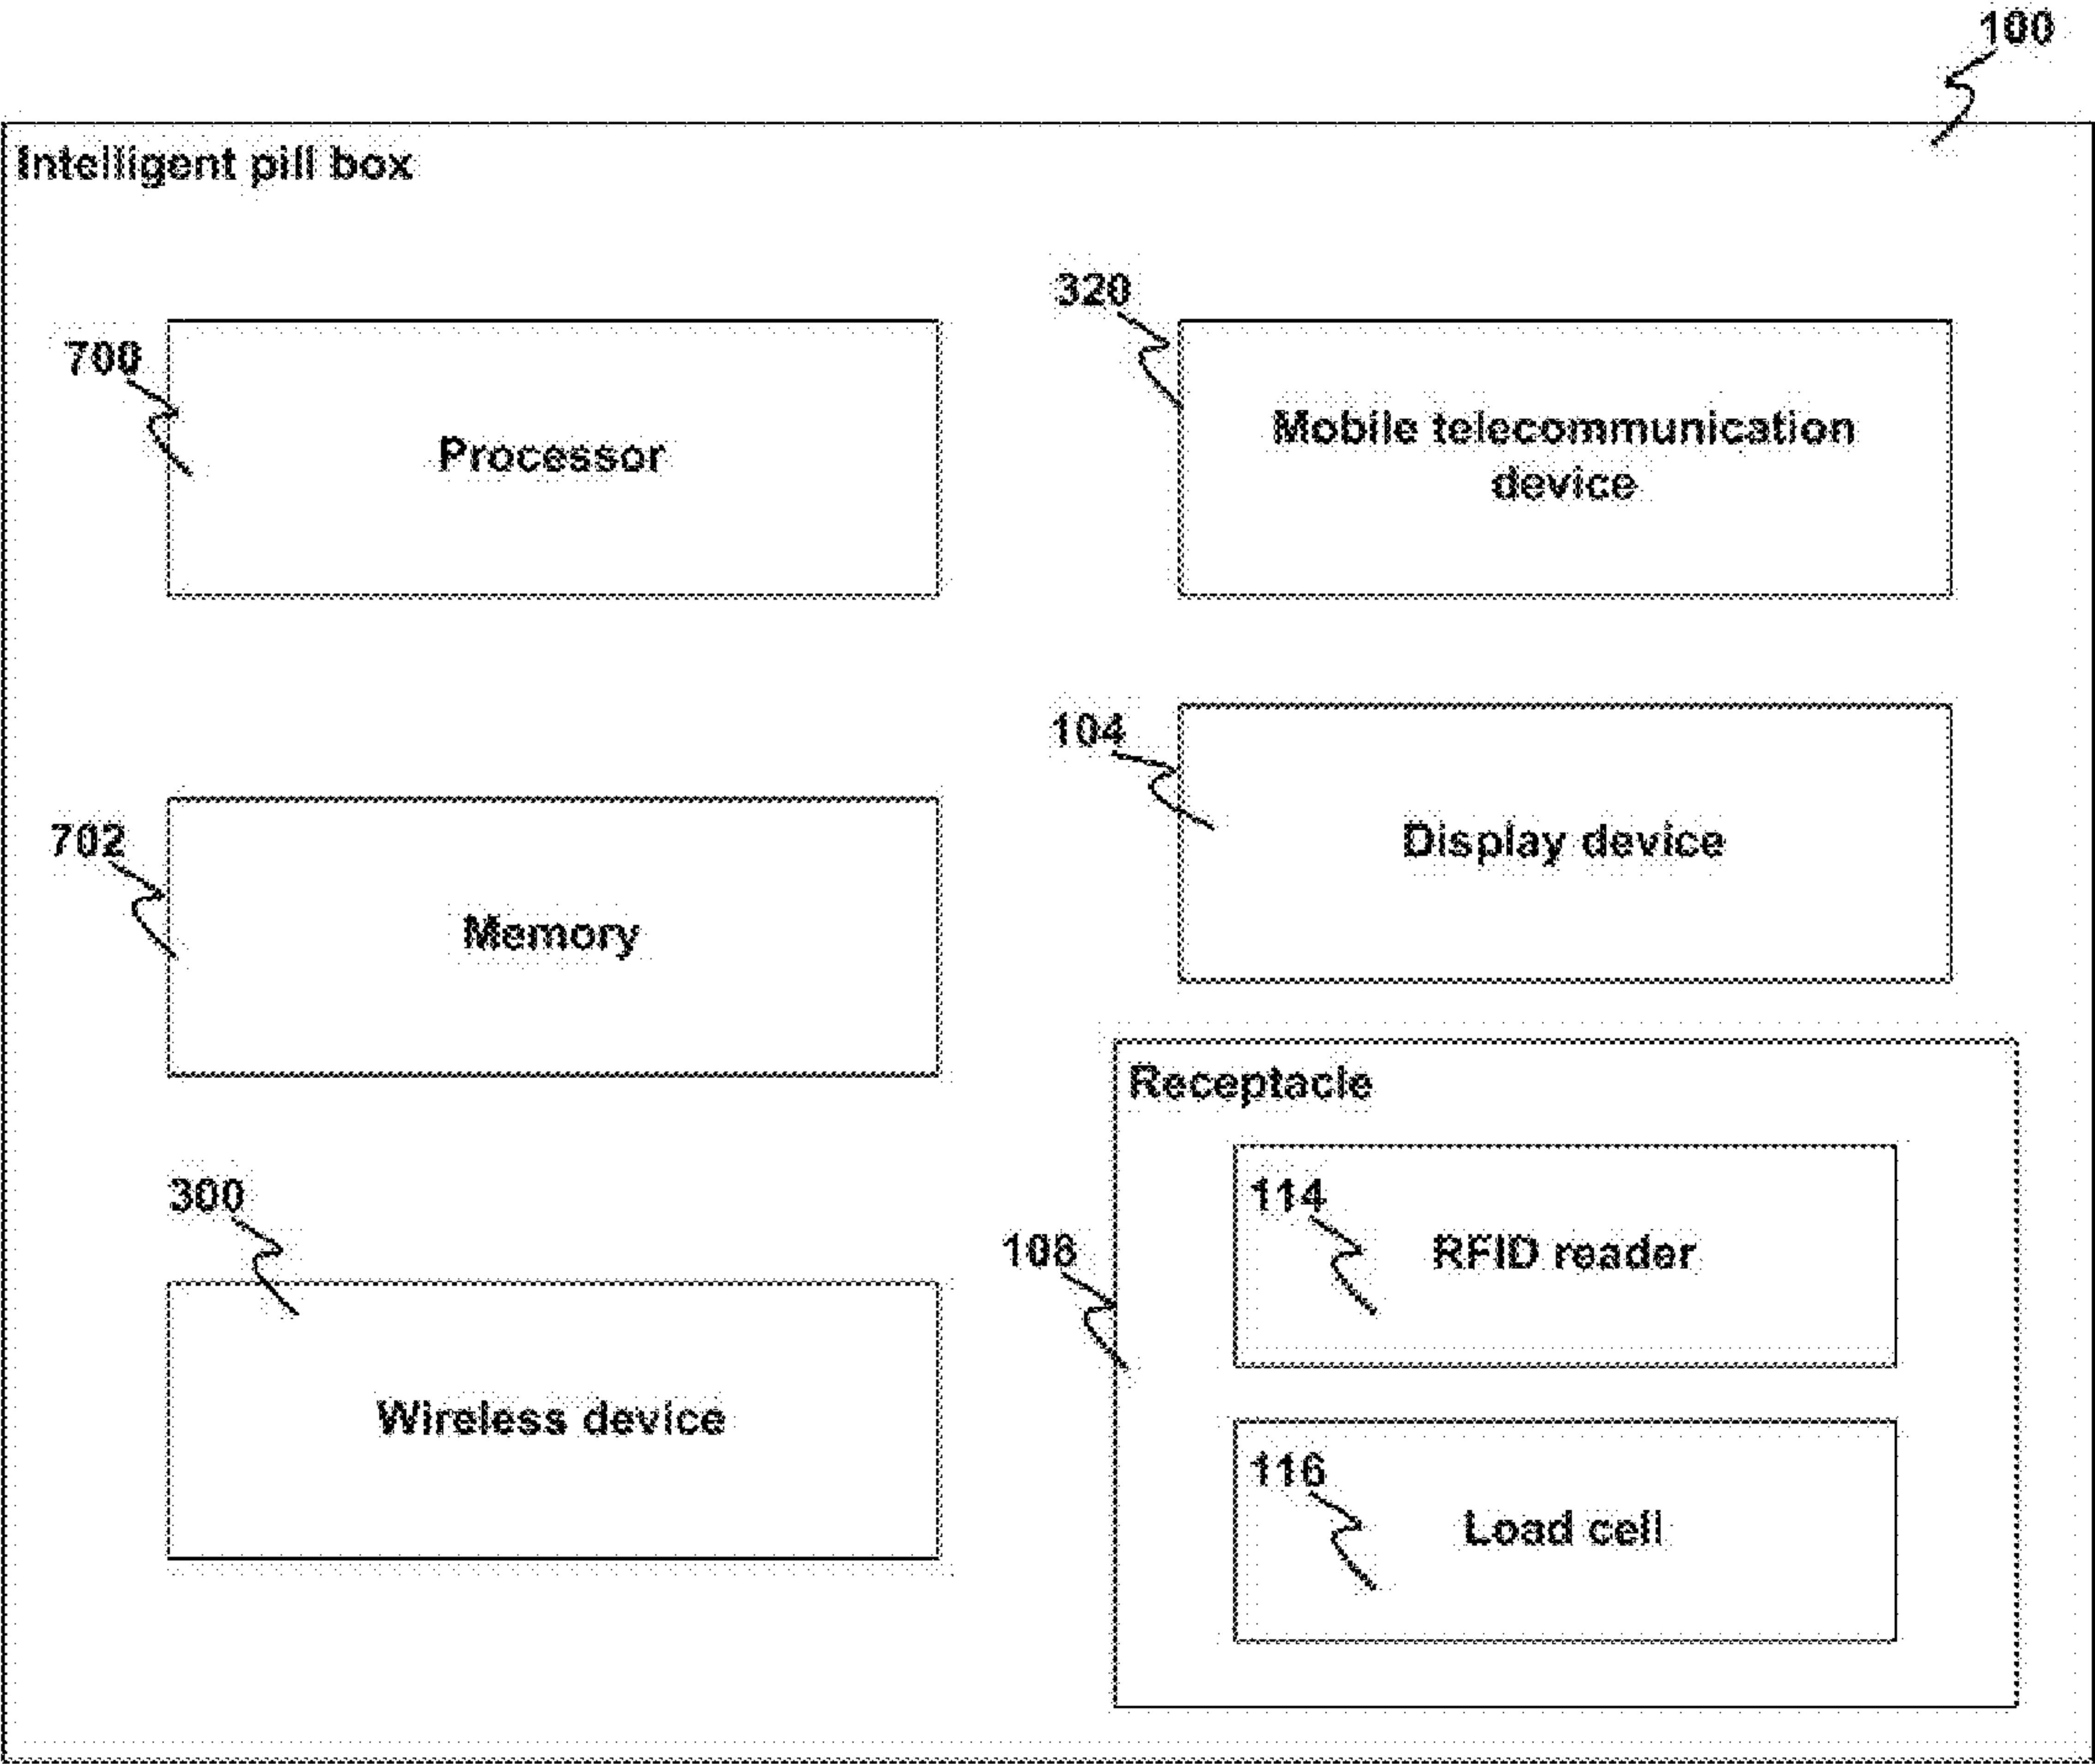 100
Intelligent pill box
320
700
Mobile telecommunication
device
Processor
104
702
Display device
Memory
Receptacle
300
114
108
RFID reader
Wireless device
116
Load cell